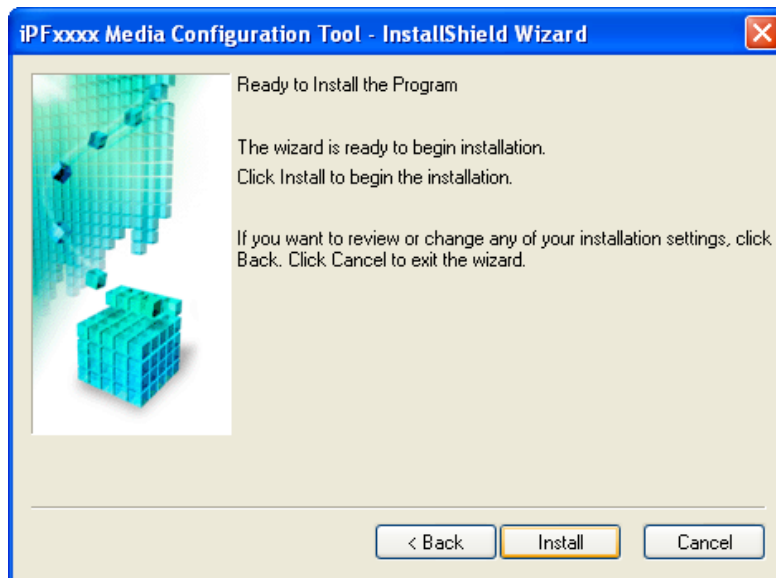 iPFxxxx Media Configuration Tool - InstallShield Wizard
Ready to Install the Program
The wizard is ready to begin installation.
Click Install to begin the installation.
If you want to review or change any of your installation settings, click
Back. Click Cancel to exit the wizard.
< Back
Install
Cancel